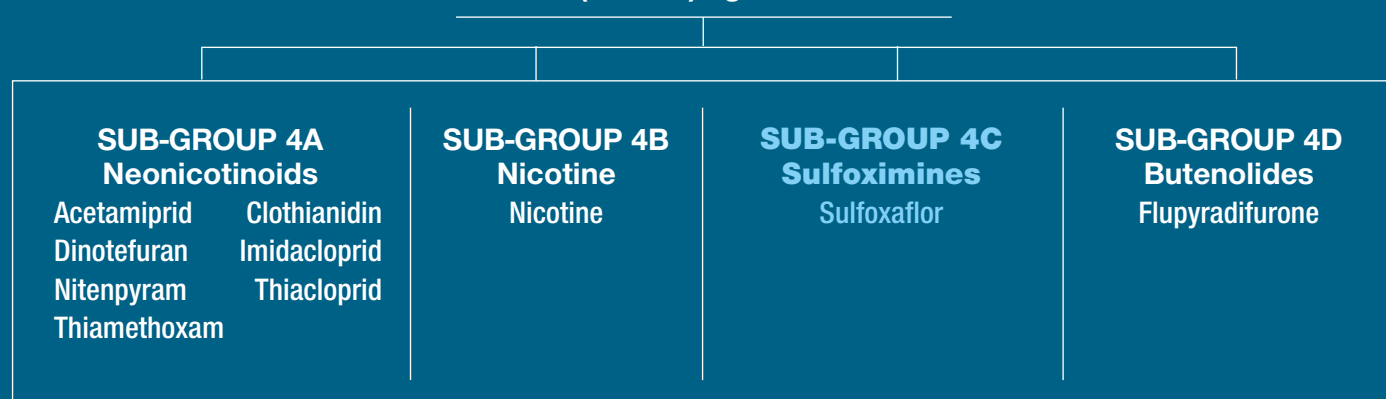 SUB-GROUP 4A
Neonicotinoids
Acetamiprid Clothianidin
Dinotefuran Imidacloprid
Nitenpyram Thiacloprid
Thiamethoxam
SUB-GROUP 4B
Nicotine
Nicotine
SUB-GROUP 4C
Sulfoximines
Sulfoxaflor
SUB-GROUP 4D
Butenolides
Flupyradifurone